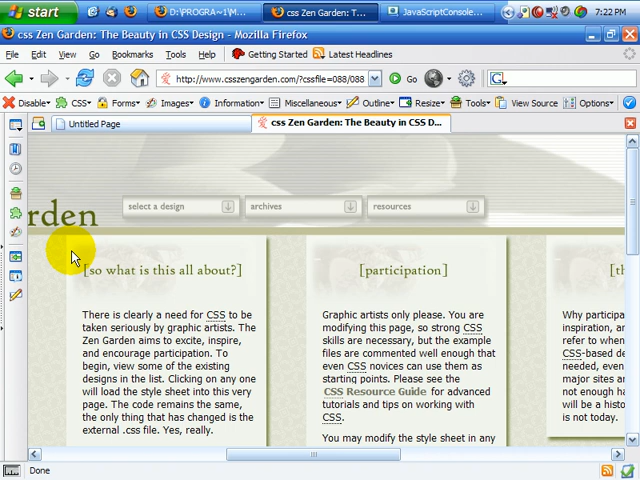 start
D:\PROGRA~1\M...
css Zen Garden: T...
JavaScriptConsole...
7:22 PM
css Zen Garden: The Beauty in CSS Design - Mozilla Firefox
File Edit View Go Bookmarks Tools Help Getting Started Latest Headlines
http://www.csszengarden.com/?cssfile=088/088
Go
G
Disable CSS Forms Images Information Miscellaneous Outline Resize Tools View Source Options
Untitled Page
css Zen Garden: The Beauty in CSS D...
select a design
archives
resources
rden
[so what is this all about?]
There is clearly a need for CSS to be
taken seriously by graphic artists. The
Zen Garden aims to excite, inspire,
and encourage participation. To
begin, view some of the existing
designs in the list. Clicking on any one
will load the style sheet into this very
page. The code remains the same,
the only thing that has changed is the
external .css file. Yes, really.
[participation]
Graphic artists only please. You are
modifying this page, so strong CSS
skills are necessary, but the example
files are commented well enough that
even CSS novices can use them as
starting points. Please see the
CSS Resource Guide for advanced
tutorials and tips on working with
CSS.
You may modify the style sheet in any
[th
Why participa
inspiration, ar
refer to when
CSS-based de
needed, even
major sites ar
not enough ha
will be a histo
is not today.
Done